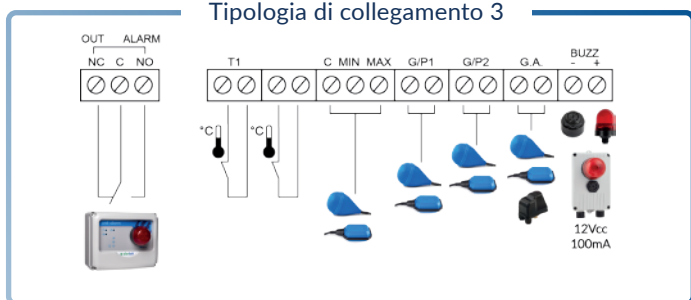 Tipologia di collegamento 3
OUT ALARM
NC C NO
T1
C MIN MAX
G/P1
G/P2
G.A.
BUZZ
- +
°C
°C
12Vcc
100mA